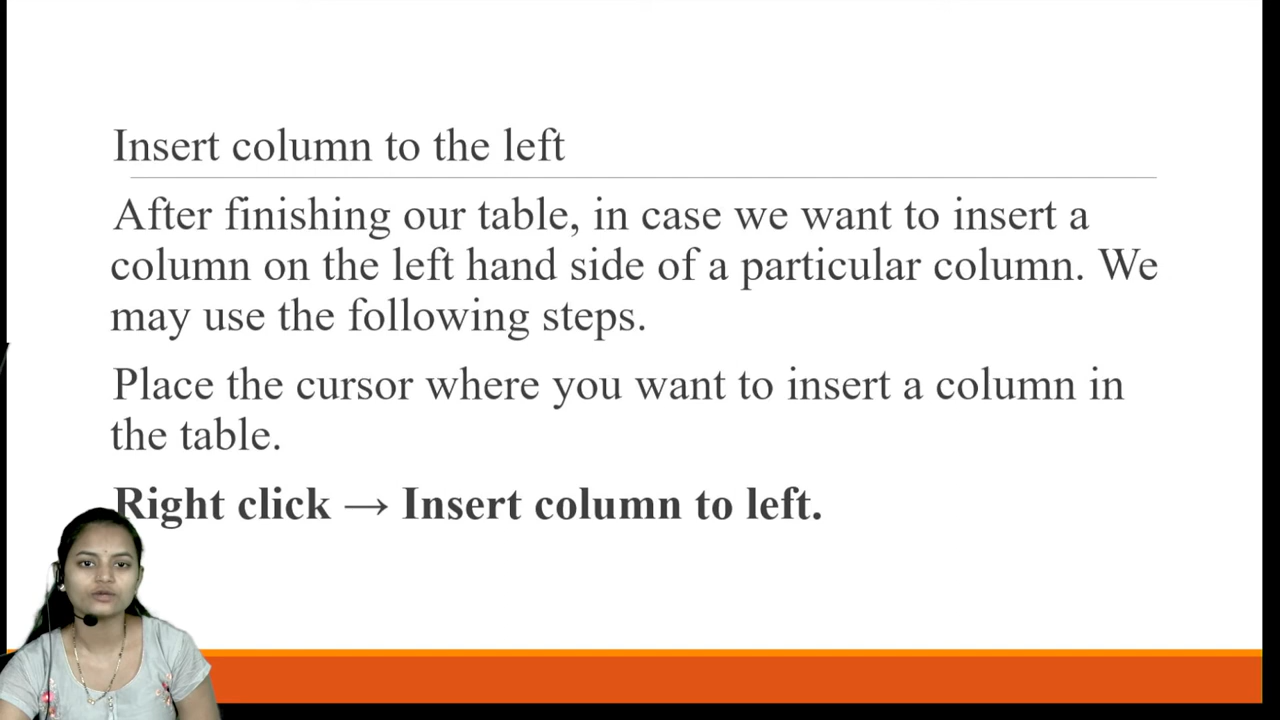 Insert column to the left
After finishing our table, in case we want to insert a
column on the left hand side of a particular column. We
may use the following steps.
Place the cursor where you want to insert a column in
the table.
Right click → Insert column to left.